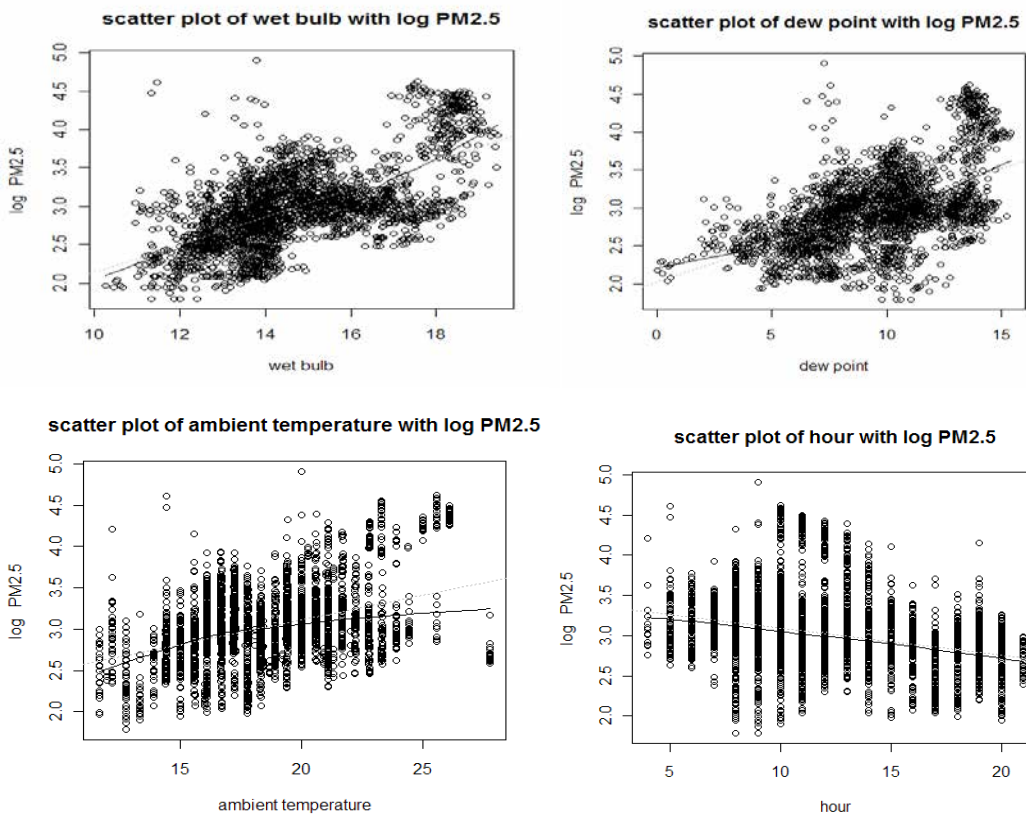 scatter plot of wet bulb with log PM2.5
log PM2.5
5.0
4.5
4.0
3.5
3.0
2.5
2.0
10 12 14 16 18
wet bulb
scatter plot of dew point with log PM2.5
log PM2.5
5.0
4.5
4.0
3.5
3.0
2.5
2.0
0 5 10 15
dew point
scatter plot of ambient temperature with log PM2.5
log PM2.5
5.0
4.5
4.0
3.5
3.0
2.5
2.0
15 20 25
ambient temperature
scatter plot of hour with log PM2.5
log PM2.5
5.0
4.5
4.0
3.5
3.0
2.5
2.0
5 10 15 20
hour